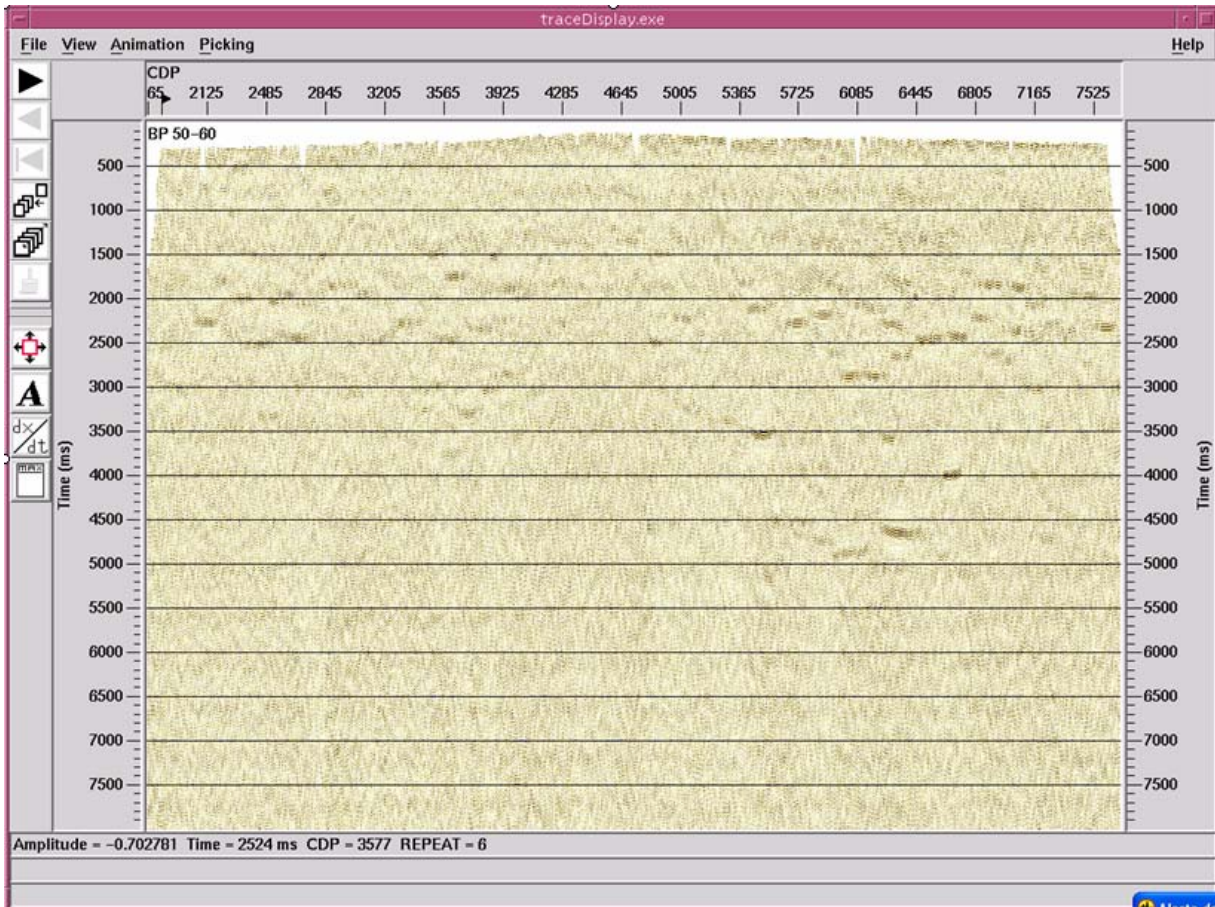 traceDisplay.exe
File View Animation Picking Help
CDP
65 2125 2485 2845 3205 3565 3925 4285 4645 5005 5365 5725 6085 6445 6805 7165 7525
BP 50-60
500 500
1000 1000
1500 1500
2000 2000
2500 2500
3000 3000
3500 3500
4000 4000
4500 4500
5000 5000
5500 5500
6000 6000
6500 6500
7000 7000
7500 7500
Time (ms) Time (ms)
A
dx/dt
max
Amplitude = -0.702781 Time = 2524 ms CDP = 3577 REPEAT = 6